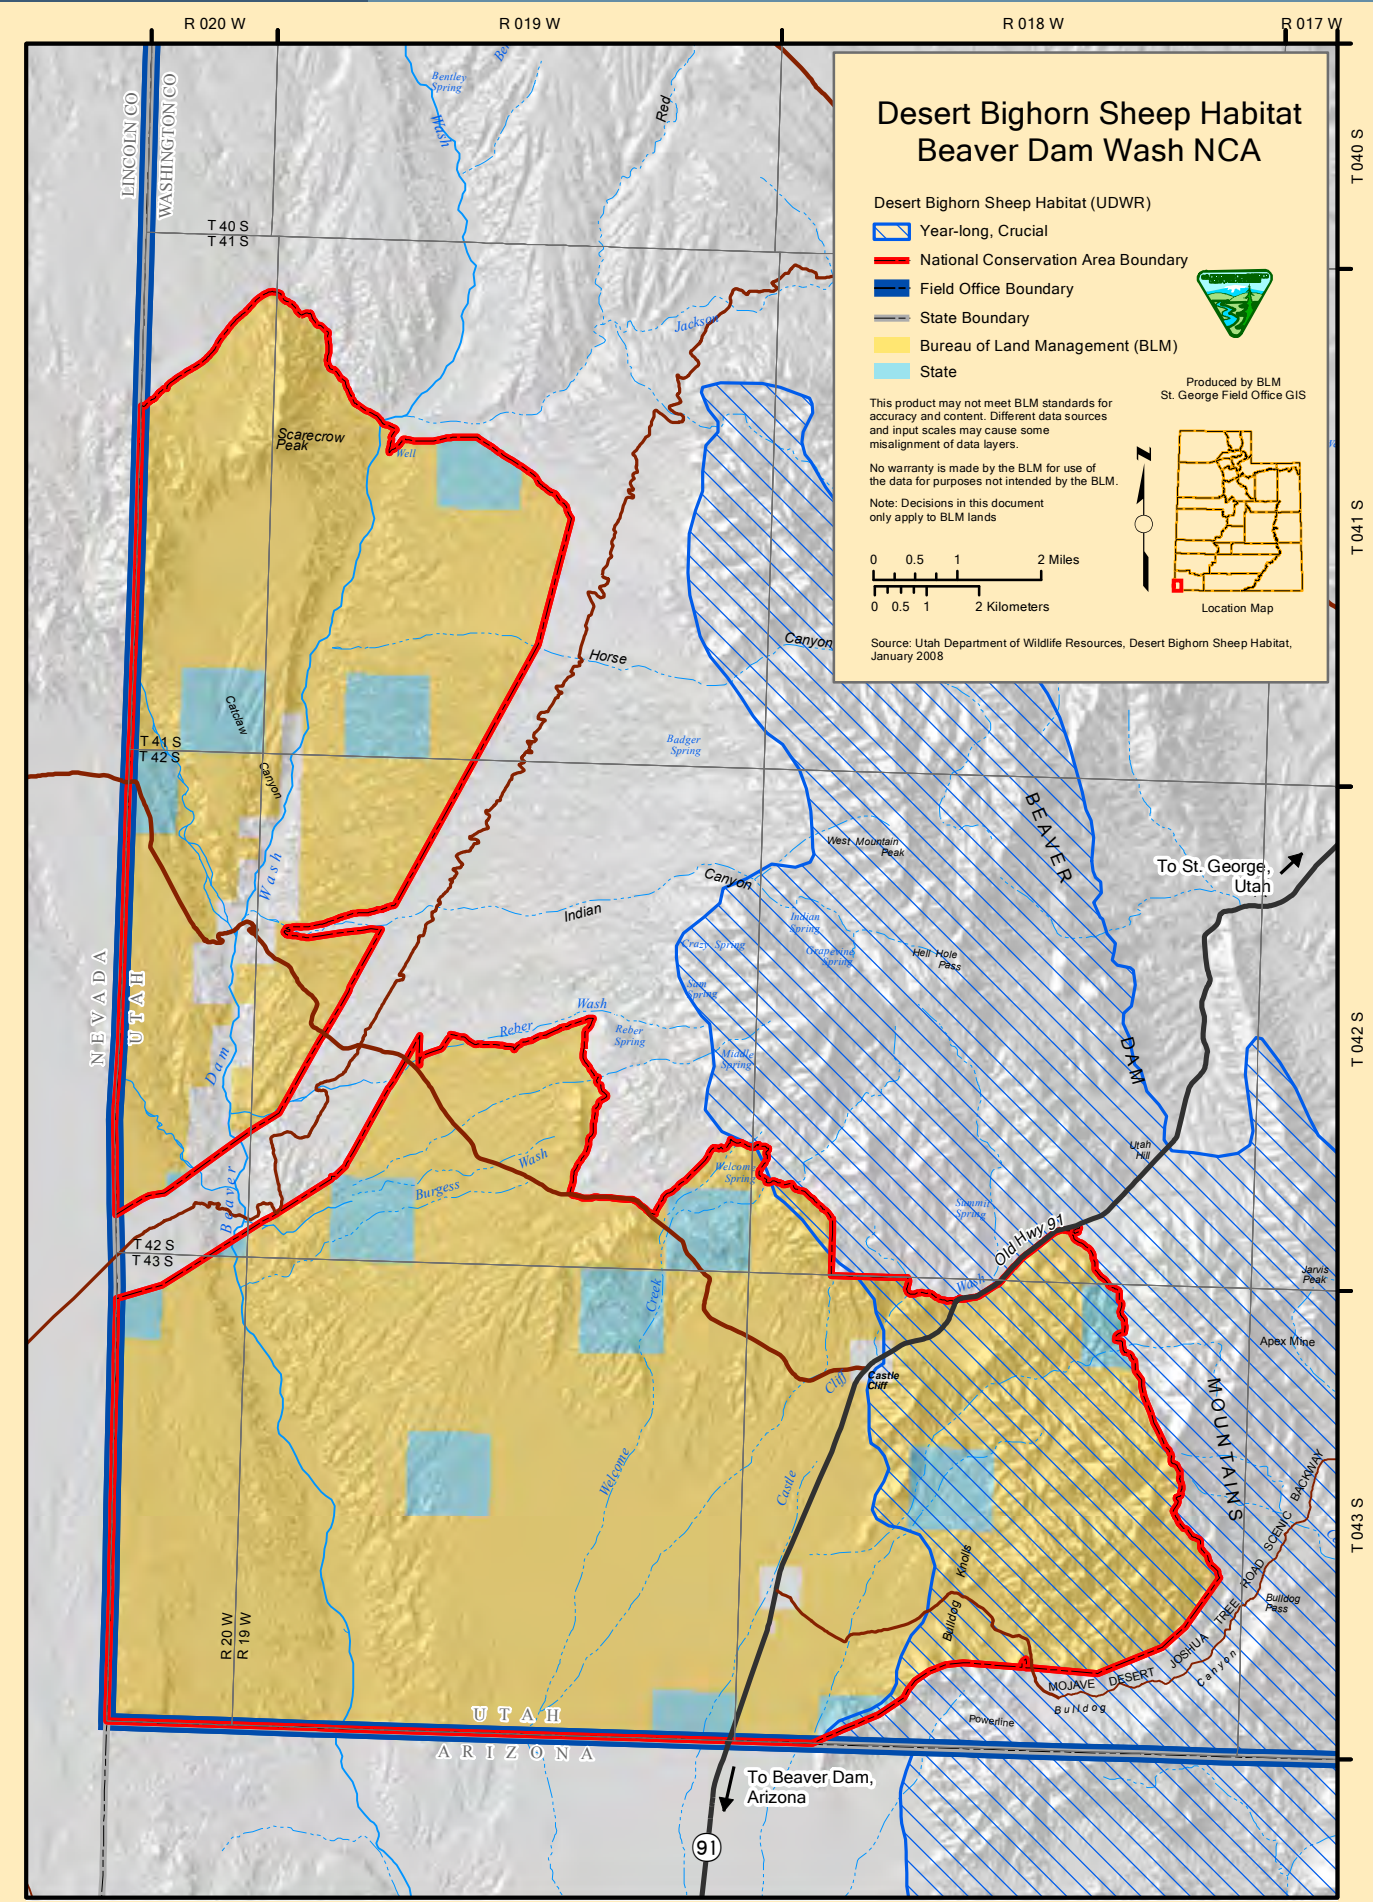 R 020 W
R 019 W
R 018 W
R 017 W
T 040 S
T 041 S
T 042 S
T 043 S
Desert Bighorn Sheep Habitat
Beaver Dam Wash NCA
Desert Bighorn Sheep Habitat (UDWR)
Year-long, Crucial
National Conservation Area Boundary
Field Office Boundary
State Boundary
Bureau of Land Management (BLM)
State
This product may not meet BLM standards for
accuracy and content. Different data sources
and input scales may cause some
misalignment of data layers.
No warranty is made by the BLM for use of
the data for purposes not intended by the BLM.
Note: Decisions in this document
only apply to BLM lands
Produced by BLM
St. George Field Office GIS
N
0 0.5 1 2 Miles
0 0.5 1 2 Kilometers
Location Map
Source: Utah Department of Wildlife Resources, Desert Bighorn Sheep Habitat,
January 2008
LINCOLN CO
WASHINGTON CO
Bentley
Spring
Wash
Red
T 40 S
T 41 S
Jackson
Scarecrow
Peak
Well
Horse
Canyon
Catclaw
Canyon
T 41 S
T 42 S
Badger
Spring
BEAVER
West Mountain
Peak
To St. George,
Utah
Wash
Canyon
Indian
Indian
Spring
Crazy Spring
Grapevine
Spring
Hell Hole
Pass
Sam
Spring
NEVADA
UTAH
Wash
Reber
Reber
Spring
Middle
Spring
DAM
Dam
Utah
Hill
Wash
Burgess
Welcome
Spring
Beaver
Summit
Spring
Old Hwy 91
T 42 S
T 43 S
Creek
Wash
Jarvis
Peak
Apex Mine
Cliff
Castle
Cliff
MOUNTAINS
Welcome
Castle
Knolls
Bulldog
R 20 W
R 19 W
MOJAVE DESERT JOSHUA TREE ROAD SCENIC BACKWAY
Bulldog
Pass
Bulldog
Canyon
Powerline
UTAH
ARIZONA
To Beaver Dam,
Arizona
91